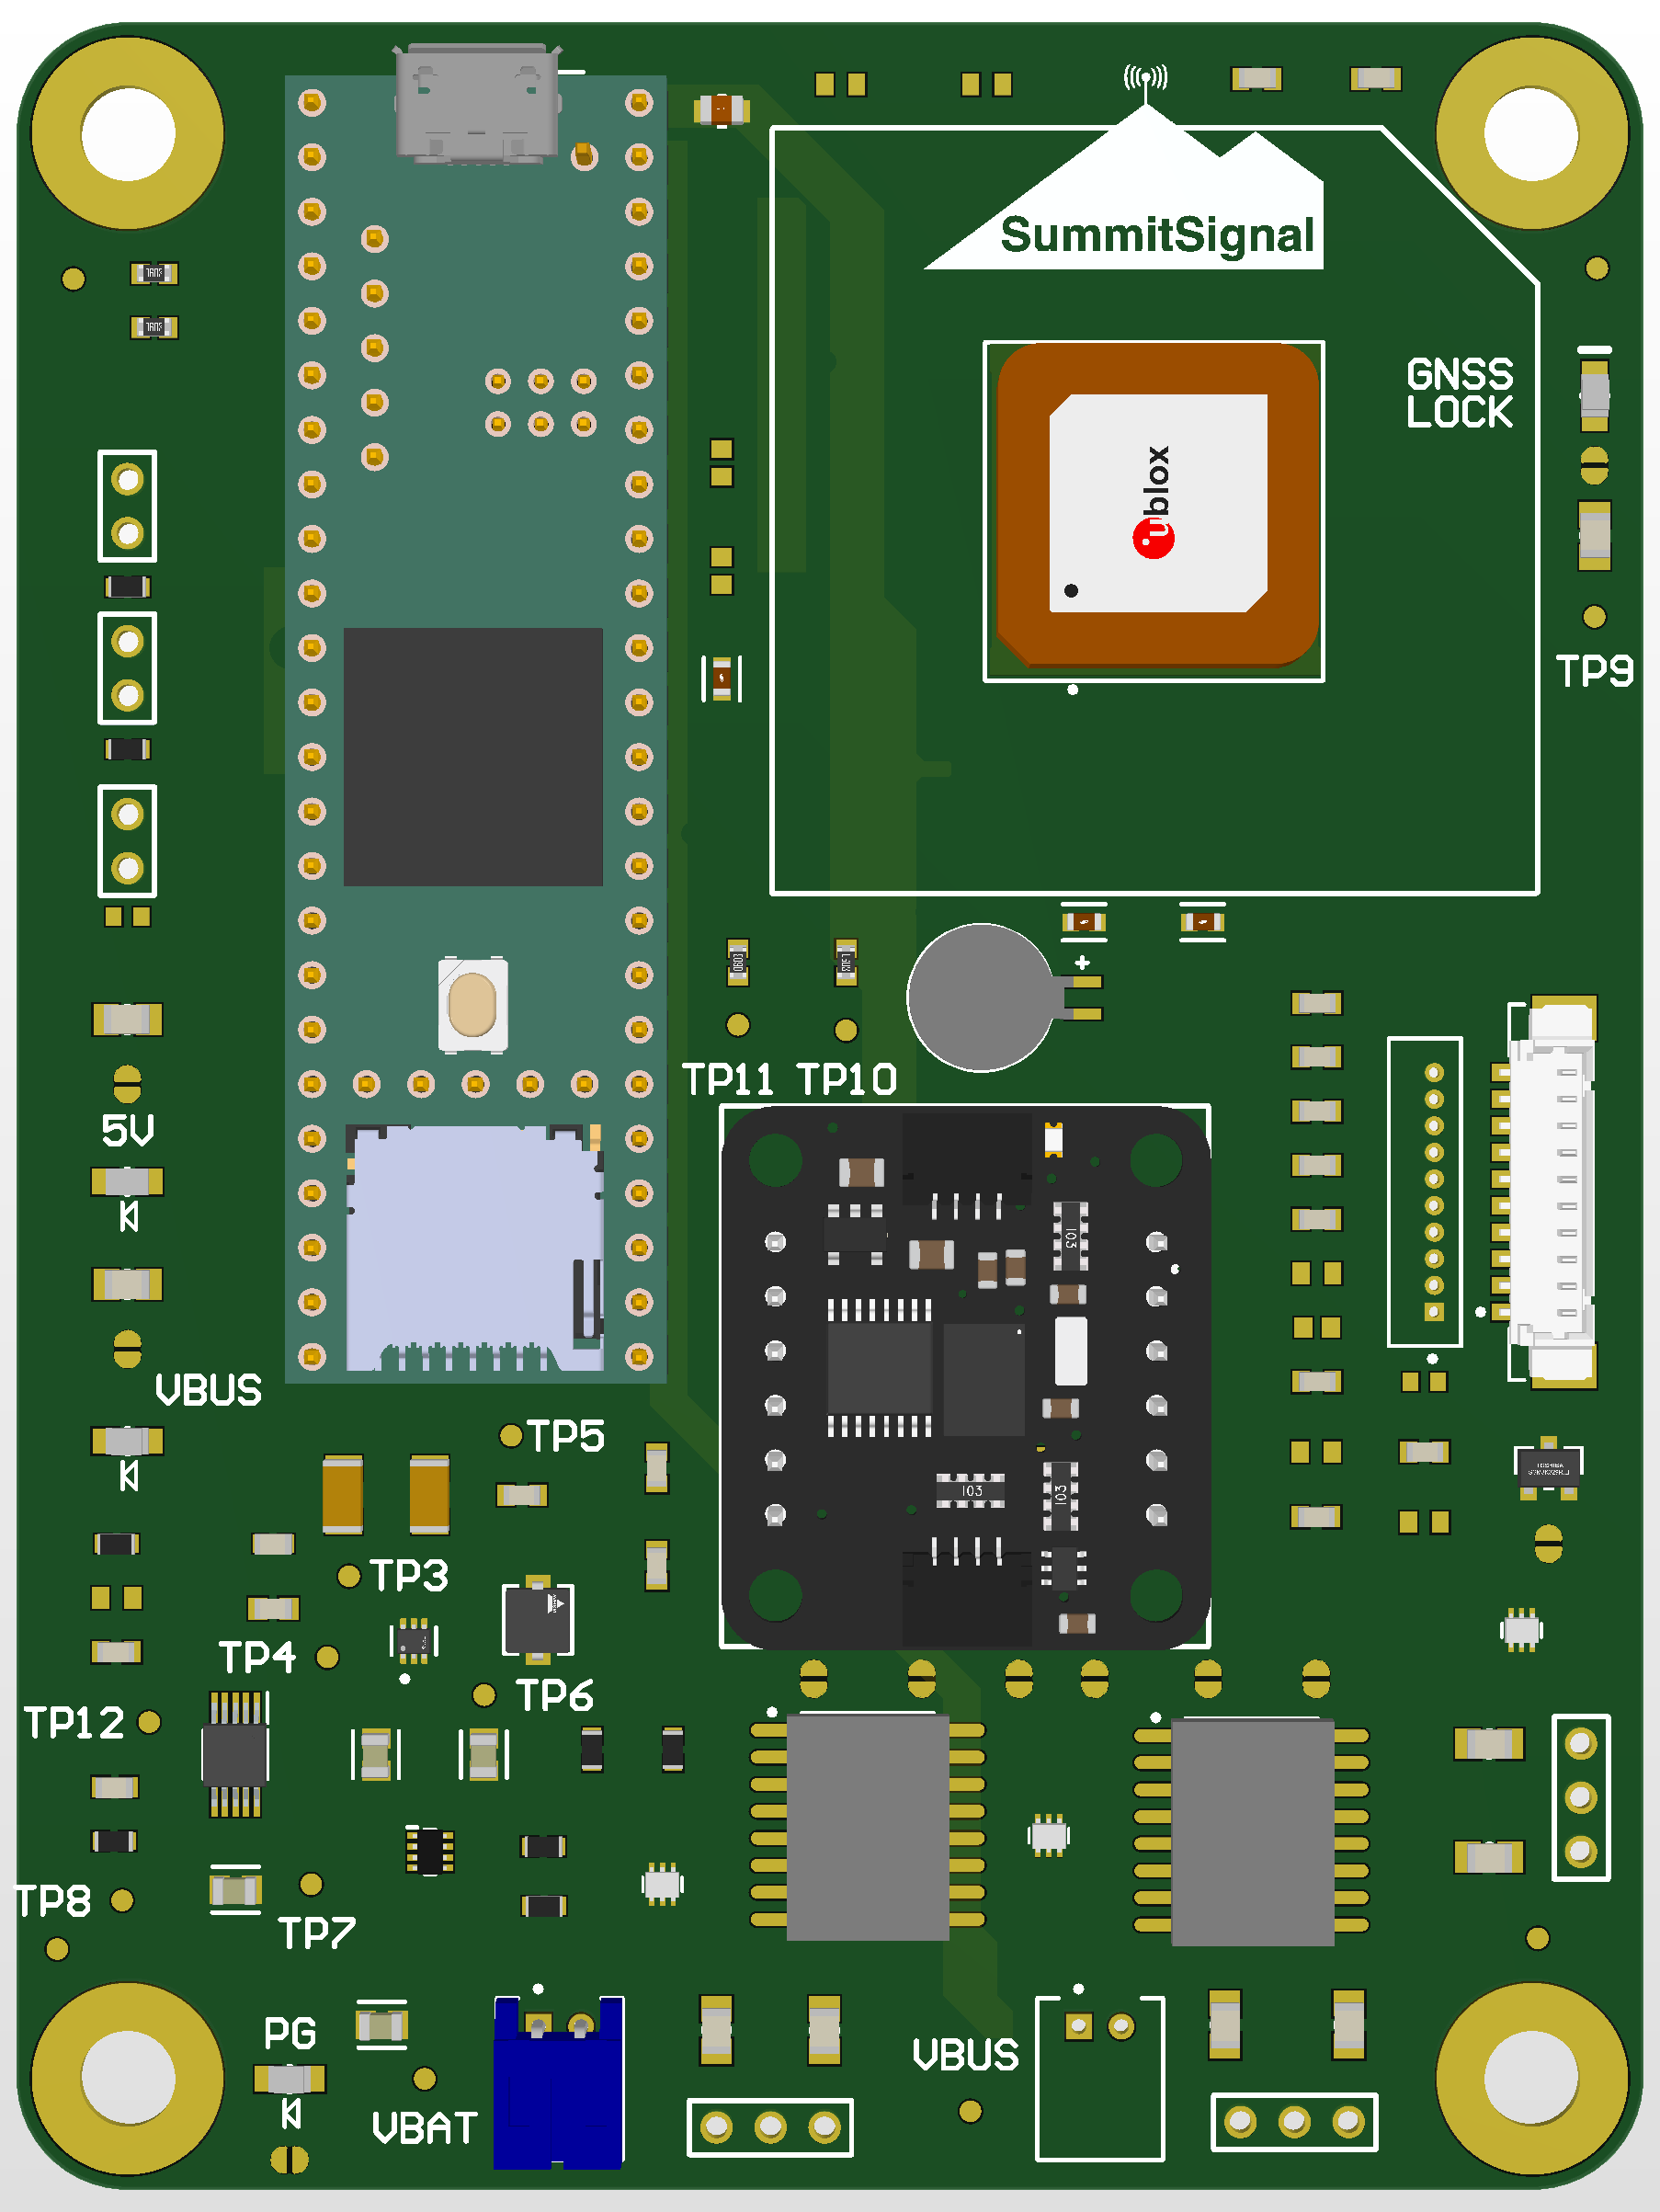 SummitSignal
GNSS
LOCK
ublox
TP9
TP11 TP10
5V
VBUS
103
TP5
TP3
103
103
TP4
TP6
TP12
TP8
TP7
PG
VBUS
VBAT